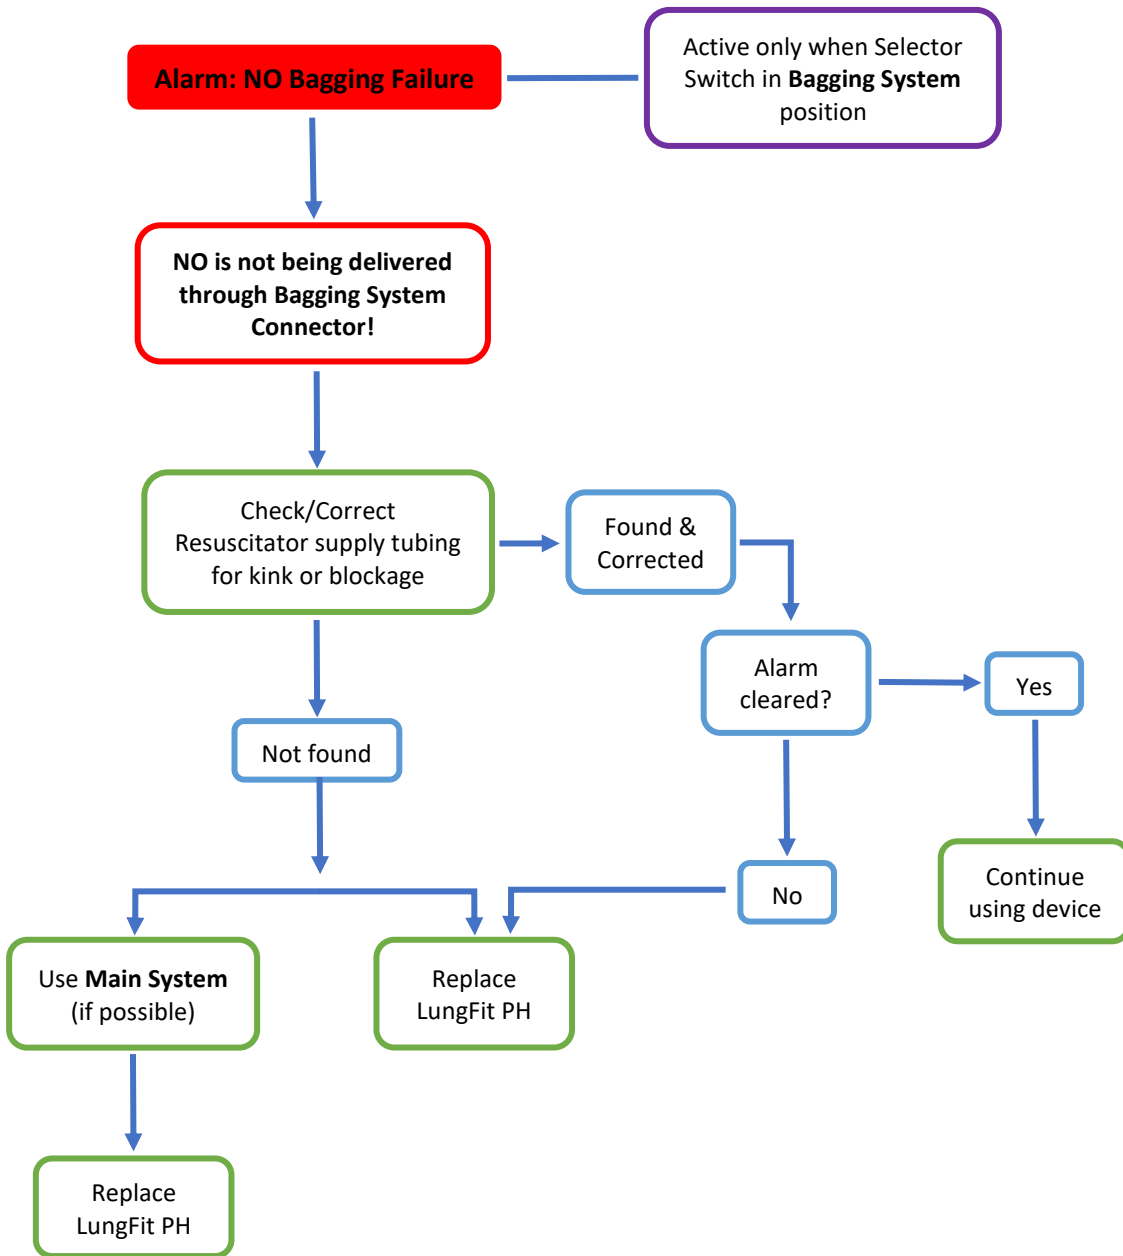 Alarm: NO Bagging Failure
Active only when Selector
Switch in Bagging System
position
NO is not being delivered
through Bagging System
Connector!
Check/Correct
Resuscitator supply tubing
for kink or blockage
Found &
Corrected
Alarm
cleared?
Yes
Not found
No
Continue
using device
Use Main System
(if possible)
Replace
LungFit PH
Replace
LungFit PH